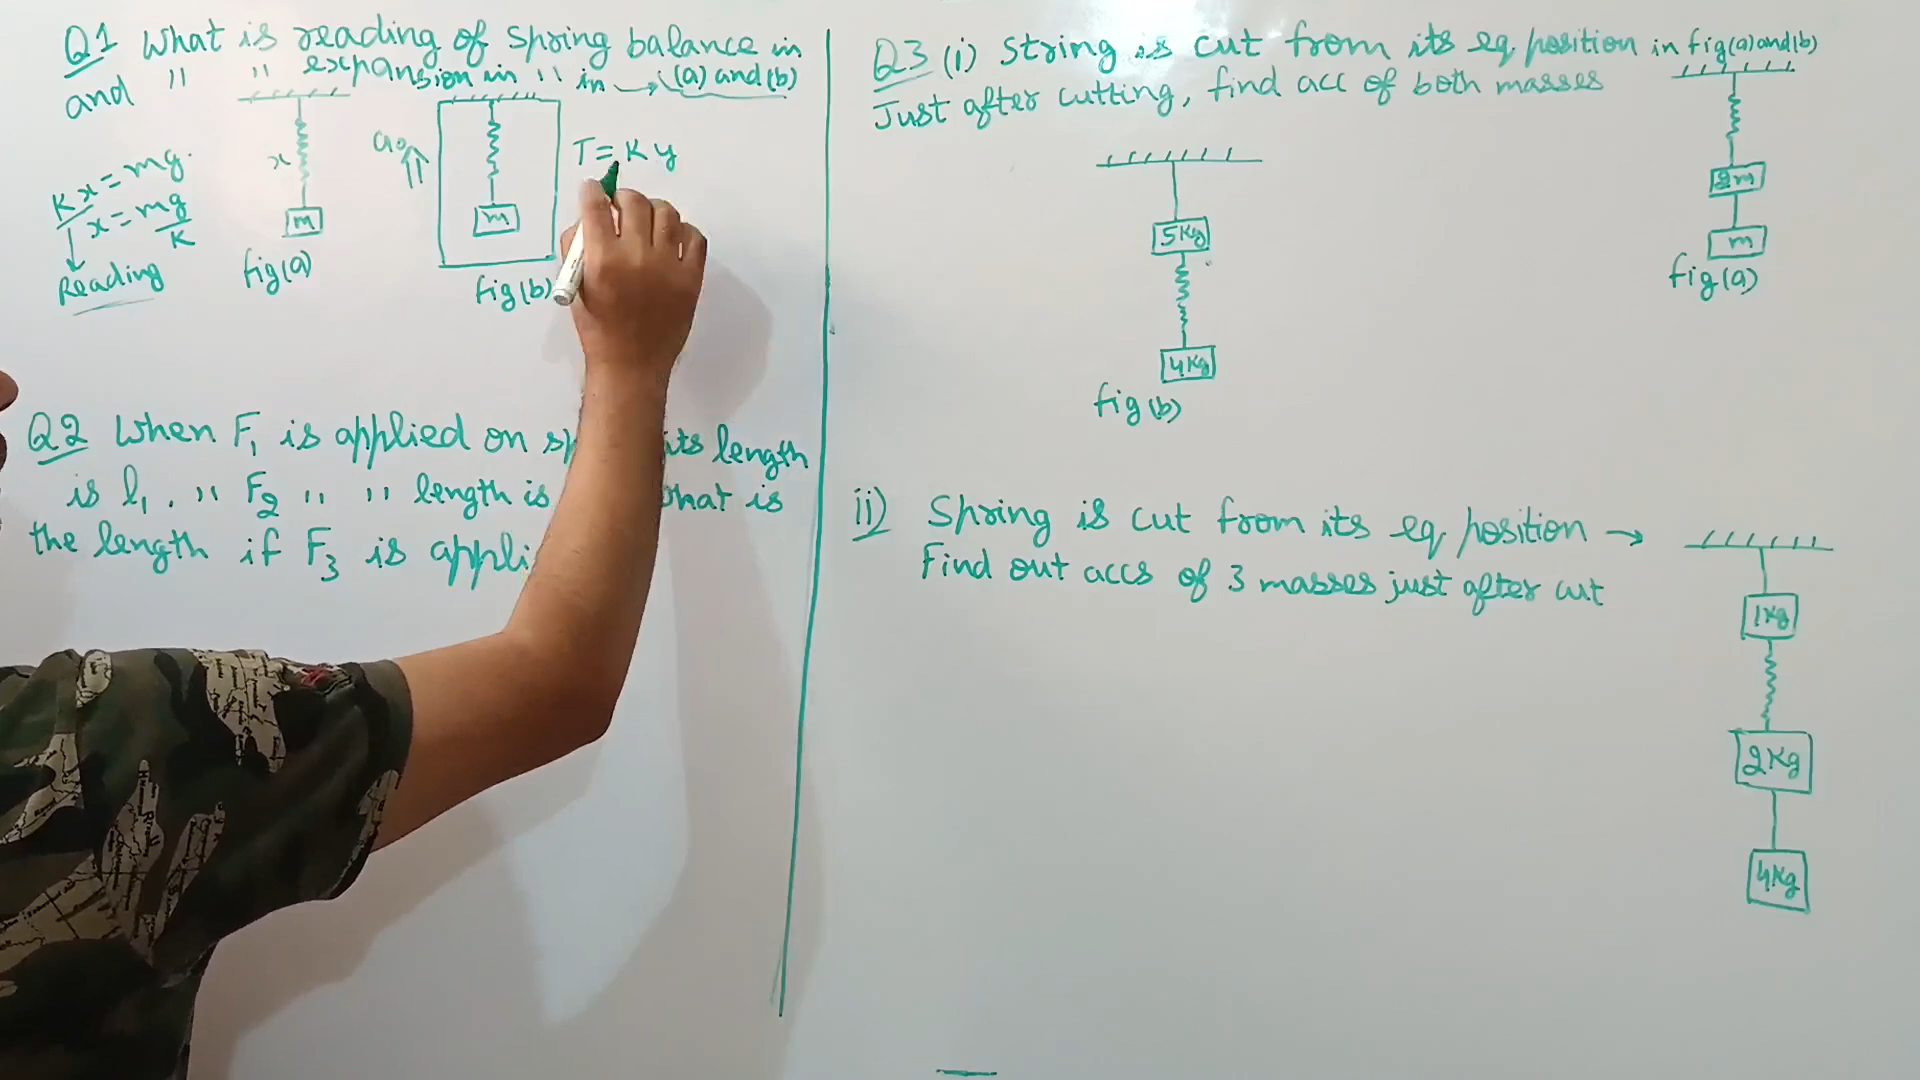 Q1 What is reading of spring balance in
and " " expansion in " in → (a) and (b)
Kx = mg.
x = mg
K
Reading
x
m
fig(a)
a₀
m
fig(b)
T = Ky
Q2 When F₁ is applied on its length
is l₁. " F₂ " " length is what is
the length if F₃ is
Q3 (i) String is cut from its eq position in fig(a) and (b)
Just after cutting, find acc of both masses
5Kg
4Kg
fig(b)
2m
m
fig(a)
ii) Spring is cut from its eq position →
Find out accs of 3 masses just after cut
1Kg
2Kg
4Kg